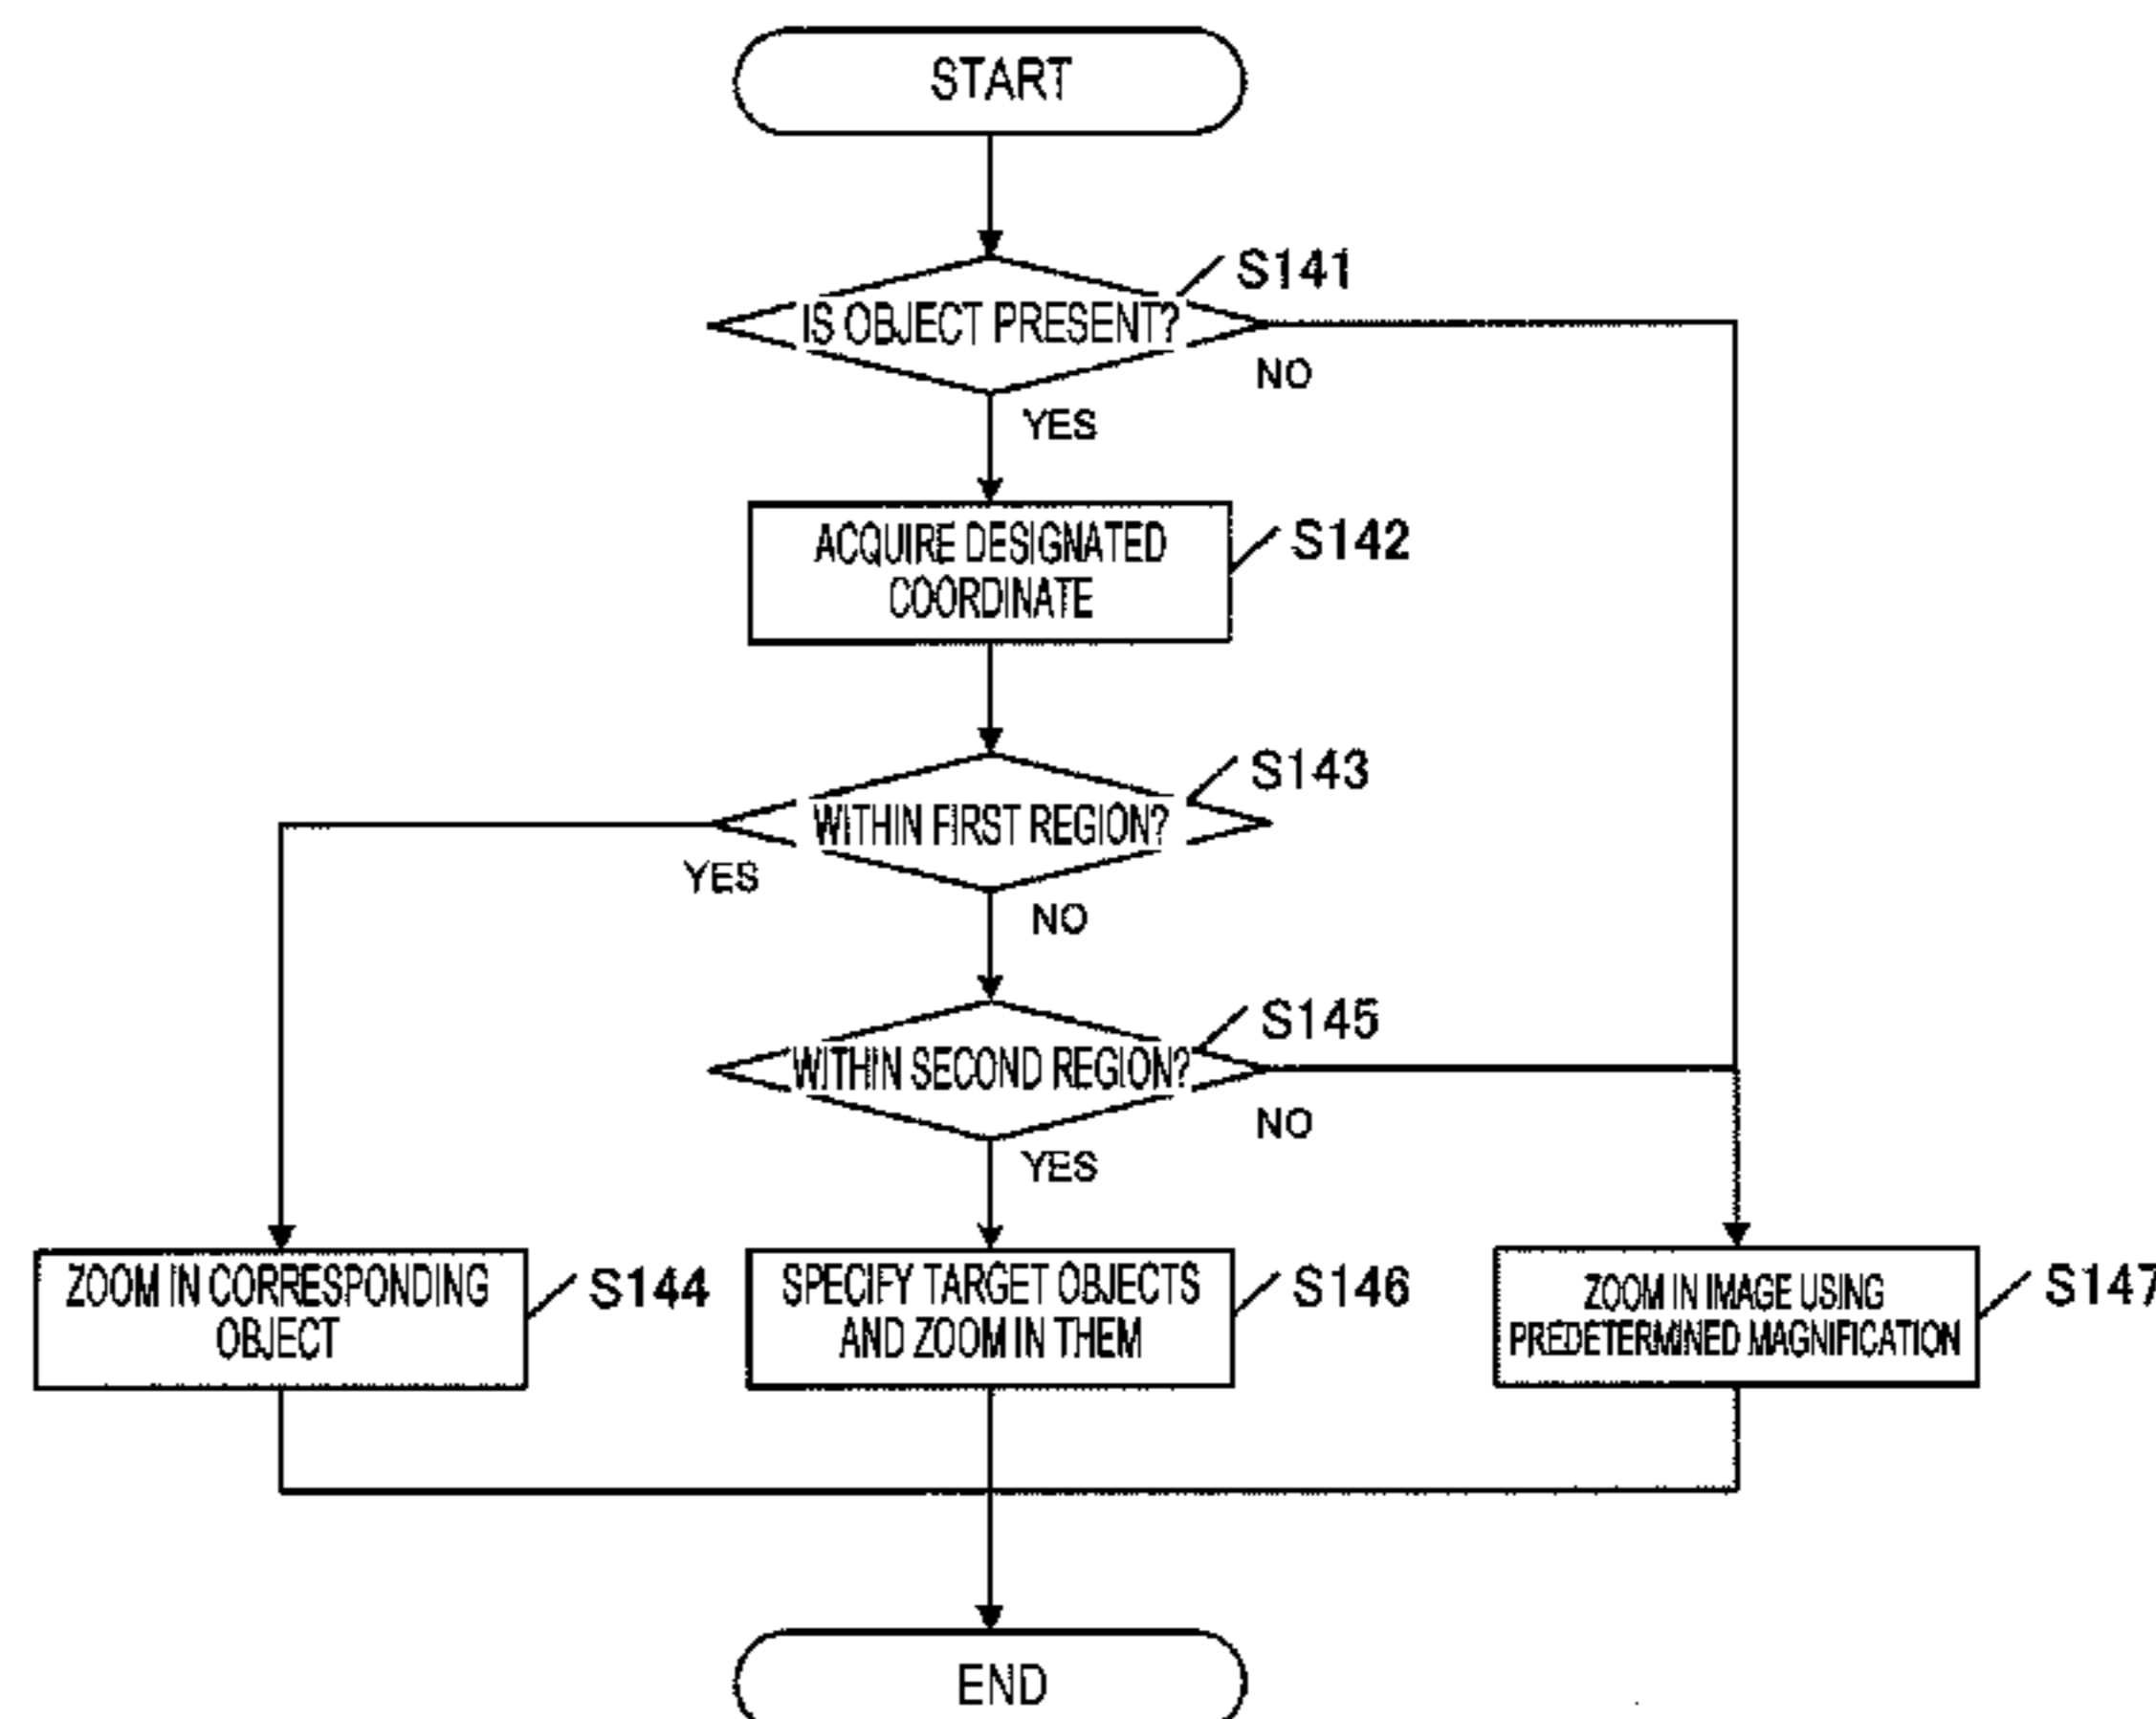 START
S141
IS OBJECT PRESENT?
NO
YES
ACQUIRE DESIGNATED
COORDINATE
S142
S143
WITHIN FIRST REGION?
YES
NO
S145
WITHIN SECOND REGION?
NO
YES
ZOOM IN CORRESPONDING
OBJECT
S144
SPECIFY TARGET OBJECTS
AND ZOOM IN THEM
S146
ZOOM IN IMAGE USING
PREDETERMINED MAGNIFICATION
S147
END